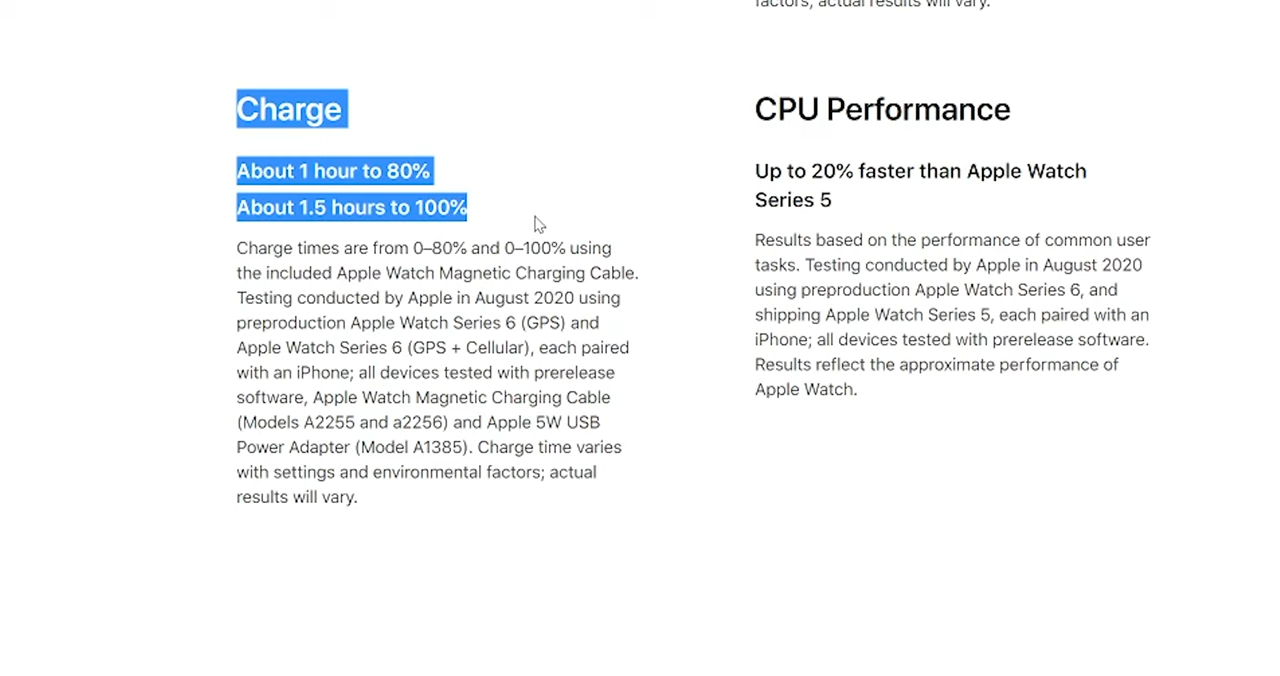 factors, actual results will vary.
Charge
About 1 hour to 80%
About 1.5 hours to 100%
Charge times are from 0–80% and 0–100% using
the included Apple Watch Magnetic Charging Cable.
Testing conducted by Apple in August 2020 using
preproduction Apple Watch Series 6 (GPS) and
Apple Watch Series 6 (GPS + Cellular), each paired
with an iPhone; all devices tested with prerelease
software, Apple Watch Magnetic Charging Cable
(Models A2255 and a2256) and Apple 5W USB
Power Adapter (Model A1385). Charge time varies
with settings and environmental factors; actual
results will vary.
CPU Performance
Up to 20% faster than Apple Watch
Series 5
Results based on the performance of common user
tasks. Testing conducted by Apple in August 2020
using preproduction Apple Watch Series 6, and
shipping Apple Watch Series 5, each paired with an
iPhone; all devices tested with prerelease software.
Results reflect the approximate performance of
Apple Watch.